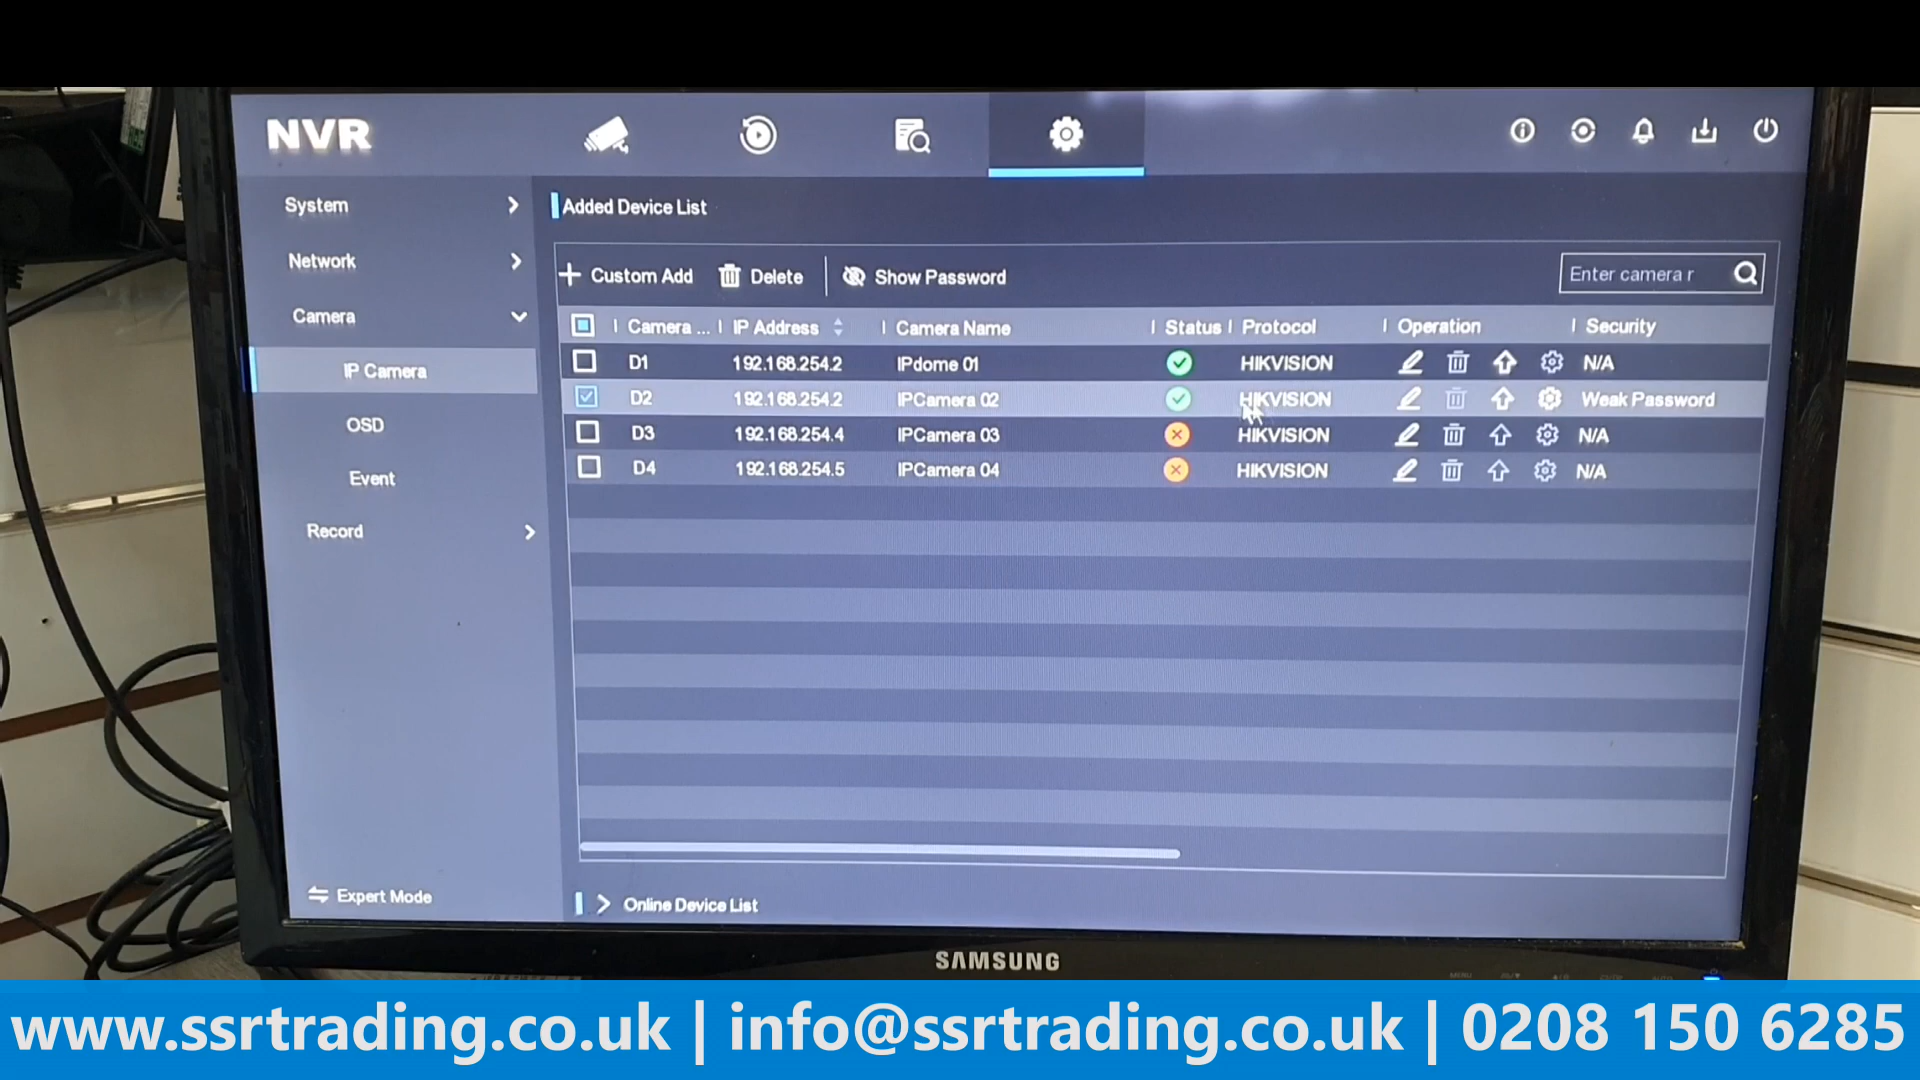 NVR
System
Network
Camera
IP Camera
OSD
Event
Record
Expert Mode
Added Device List
Custom Add Delete Show Password Enter camera r
Camera ... IP Address Camera Name Status Protocol Operation Security
D1 192.168.254.2 IPdome 01 HIKVISION N/A
D2 192.168.254.2 IPCamera 02 HIKVISION Weak Password
D3 192.168.254.4 IPCamera 03 HIKVISION N/A
D4 192.168.254.5 IPCamera 04 HIKVISION N/A
Online Device List
SAMSUNG
www.ssrtrading.co.uk | info@ssrtrading.co.uk | 0208 150 6285